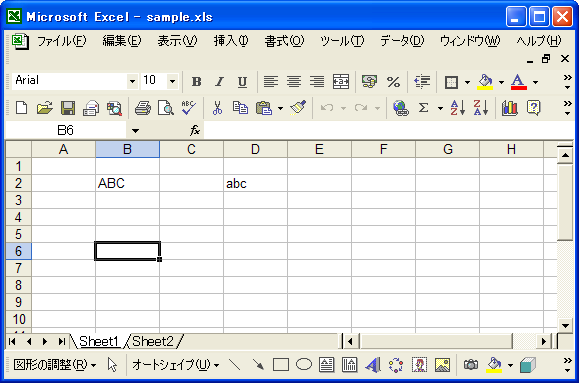 Microsoft Excel - sample.xls
ファイル(F) 編集(E) 表示(V) 挿入(I) 書式(O) ツール(T) データ(D) ウィンドウ(W) ヘルプ(H)
Arial 10 B I U %
B6 fx
A B C D E F G H
1
2 ABC abc
3
4
5
6
7
8
9
10
Sheet1 Sheet2
図形の調整(R) オートシェイプ(U)